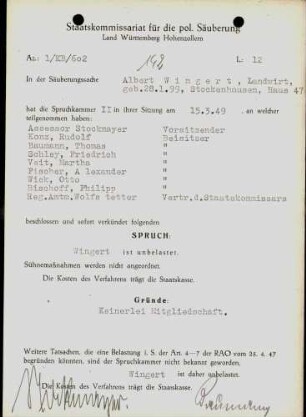 Staatskommissariat für die pol. Säuberung
Land Württemberg Hohenzollern
Az: 1/KB/602
142
L: 12
In der Säuberungssache
Albert Wingert, Landwirt,
geb.28.1.99, Stockenhausen, Haus 47
hat die Spruchkammer II in ihrer Sitzung am 15.3.49 , an welcher
teilgenommen haben:
Assessor Stockmayer Vorsitzender
Konz, Rudolf Beisitzer
Baumann, Thomas "
Schley, Friedrich "
Veit, Martha "
Fischer, Alexander "
Wick, Otto "
Bischoff, Philipp "
Reg.Amtm.Wolfstetter Vertr.d.Staatskommissars
beschlossen und sofort verkündet folgenden
SPRUCH:
Wingert ist unbelastet.
Sühnemaßnahmen werden nicht angeordnet.
Die Kosten des Verfahrens trägt die Staatskasse.
Gründe:
Keinerlei Mitgliedschaft.
Weitere Tatsachen, die eine Belastung i. S. der Art. 4—7 der RAO vom 25. 4. 47
begründen könnten, sind der Spruchkammer nicht bekannt geworden.
Wingert ist daher unbelastet.
Die Kosten des Verfahrens trägt die Staatskasse.
Stockmayer.
Baumann